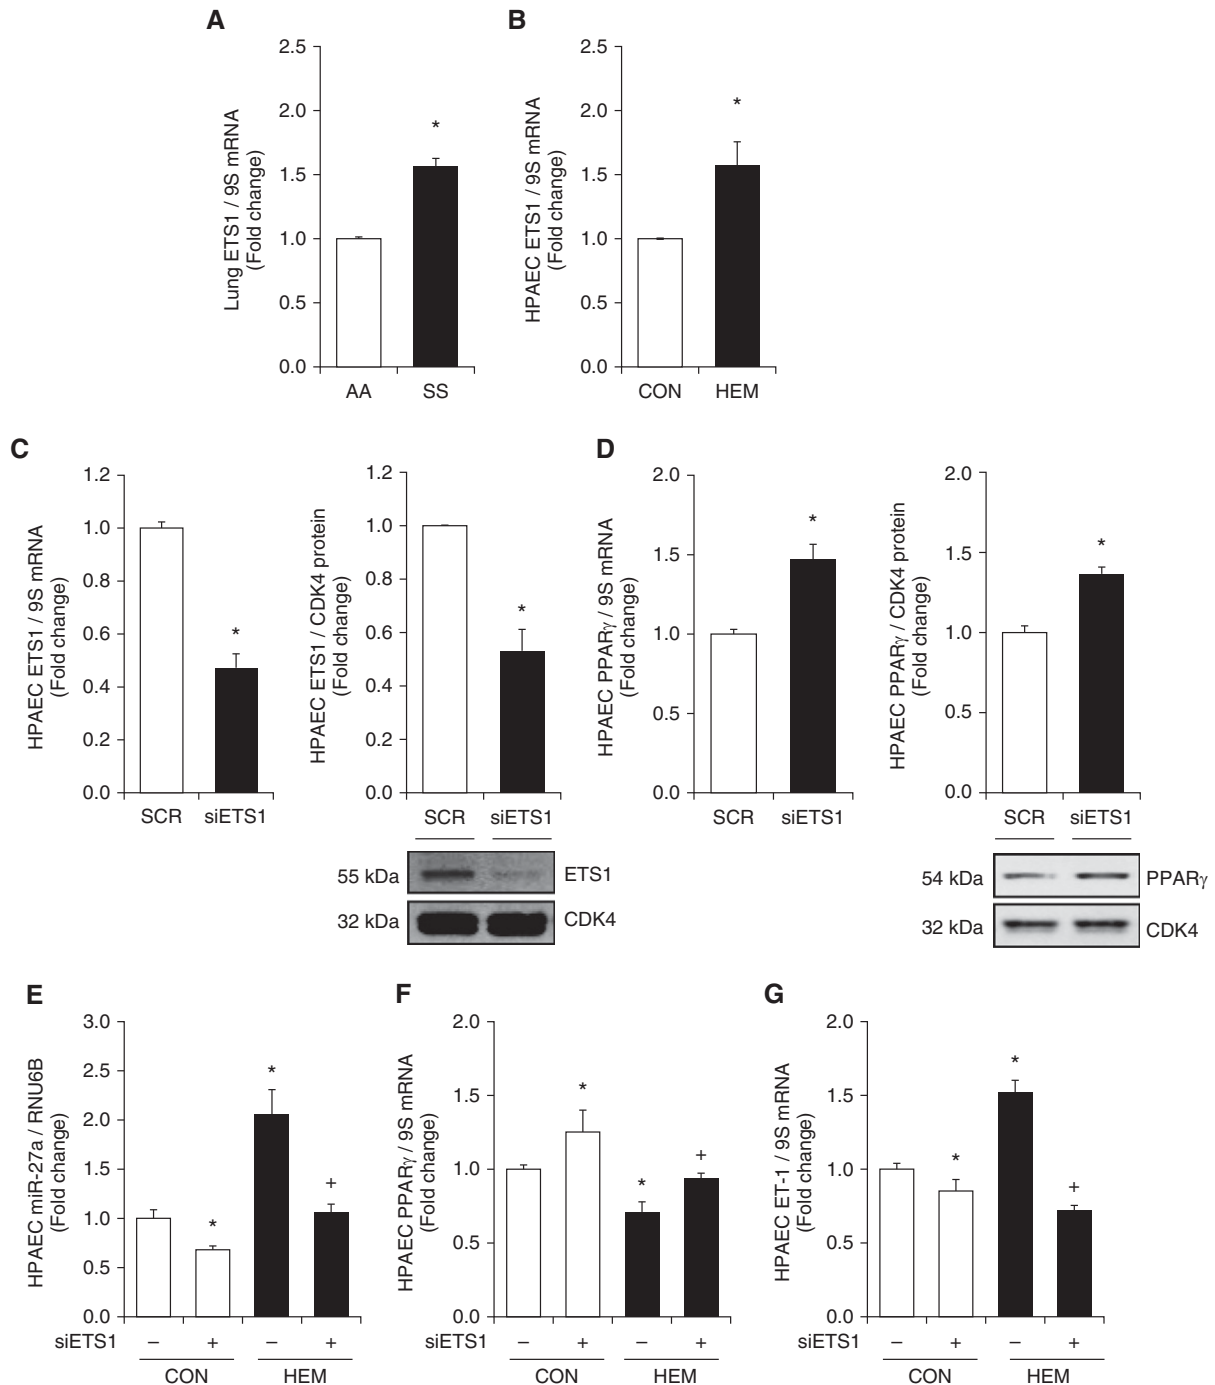 A
Lung ETS1 / 9S mRNA
(Fold change)
2.5
2.0
1.5
1.0
0.5
0.0
*
AA
SS
B
HPAEC ETS1 / 9S mRNA
(Fold change)
2.5
2.0
1.5
1.0
0.5
0.0
*
CON
HEM
C
HPAEC ETS1 / 9S mRNA
(Fold change)
1.2
1.0
0.8
0.6
0.4
0.2
0.0
*
SCR
siETS1
HPAEC ETS1 / CDK4 protein
(Fold change)
1.2
1.0
0.8
0.6
0.4
0.2
0.0
*
SCR
siETS1
55 kDa
ETS1
32 kDa
CDK4
D
HPAEC PPARγ / 9S mRNA
(Fold change)
2.0
1.5
1.0
0.5
0.0
*
SCR
siETS1
HPAEC PPARγ / CDK4 protein
(Fold change)
2.0
1.5
1.0
0.5
0.0
*
SCR
siETS1
54 kDa
PPARγ
32 kDa
CDK4
E
HPAEC miR-27a / RNU6B
(Fold change)
3.0
2.5
2.0
1.5
1.0
0.5
0.0
*
*
+
siETS1
– + – +
CON
HEM
F
HPAEC PPARγ / 9S mRNA
(Fold change)
2.0
1.5
1.0
0.5
0.0
*
*
+
siETS1
– + – +
CON
HEM
G
HPAEC ET-1 / 9S mRNA
(Fold change)
2.0
1.5
1.0
0.5
0.0
*
*
+
siETS1
– + – +
CON
HEM